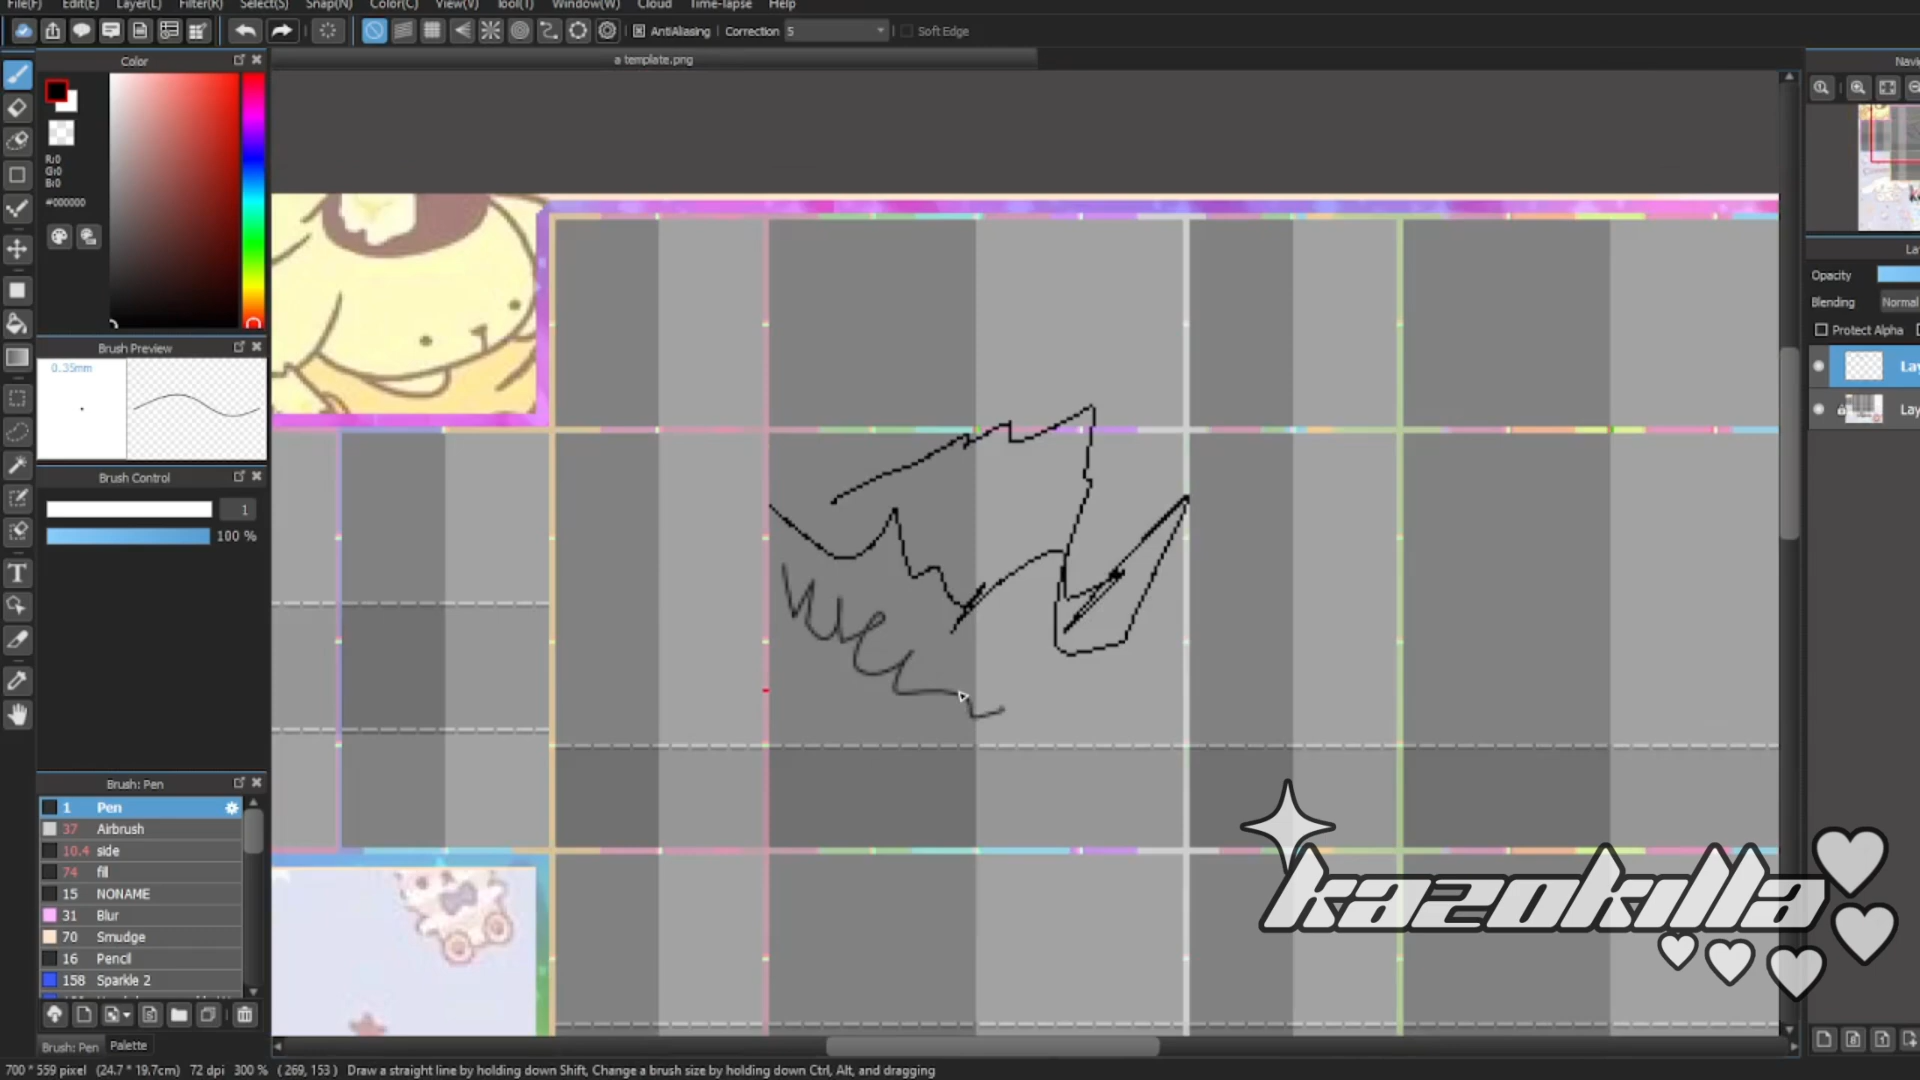 File(F) Edit(E) Layer(L) Filter(R) Select(S) Snap(N) Color(C) View(V) Tool(T) Window(W) Cloud Time-lapse Help
AntiAliasing Correction 5 Soft Edge
Color
a template.png
Navi
R:0
G:0
B:0
#000000
Opacity
Blending Normal
Protect Alpha
Brush Preview
0.35mm
Lay
Lay
Brush Control
1
100 %
T
Brush: Pen
1 Pen
37 Airbrush
10.4 side
74 fill
15 NONAME
31 Blur
70 Smudge
16 Pencil
158 Sparkle 2
kazokilla
Brush: Pen Palette
700 * 559 pixel (24.7 * 19.7cm) 72 dpi 300 % ( 269, 153 ) Draw a straight line by holding down Shift, Change a brush size by holding down Ctrl, Alt, and dragging